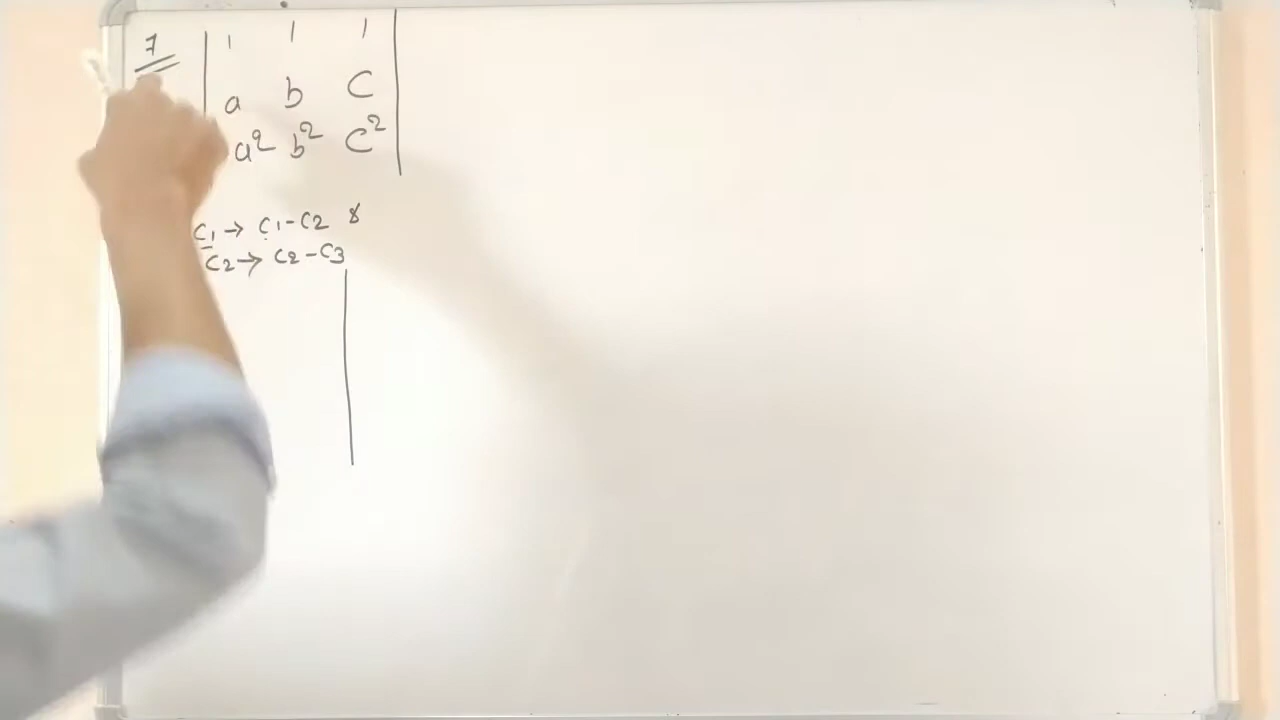 7
1 1 1
a b c
a² b² c²
C1 → C1-C2 &
C2 → C2-C3